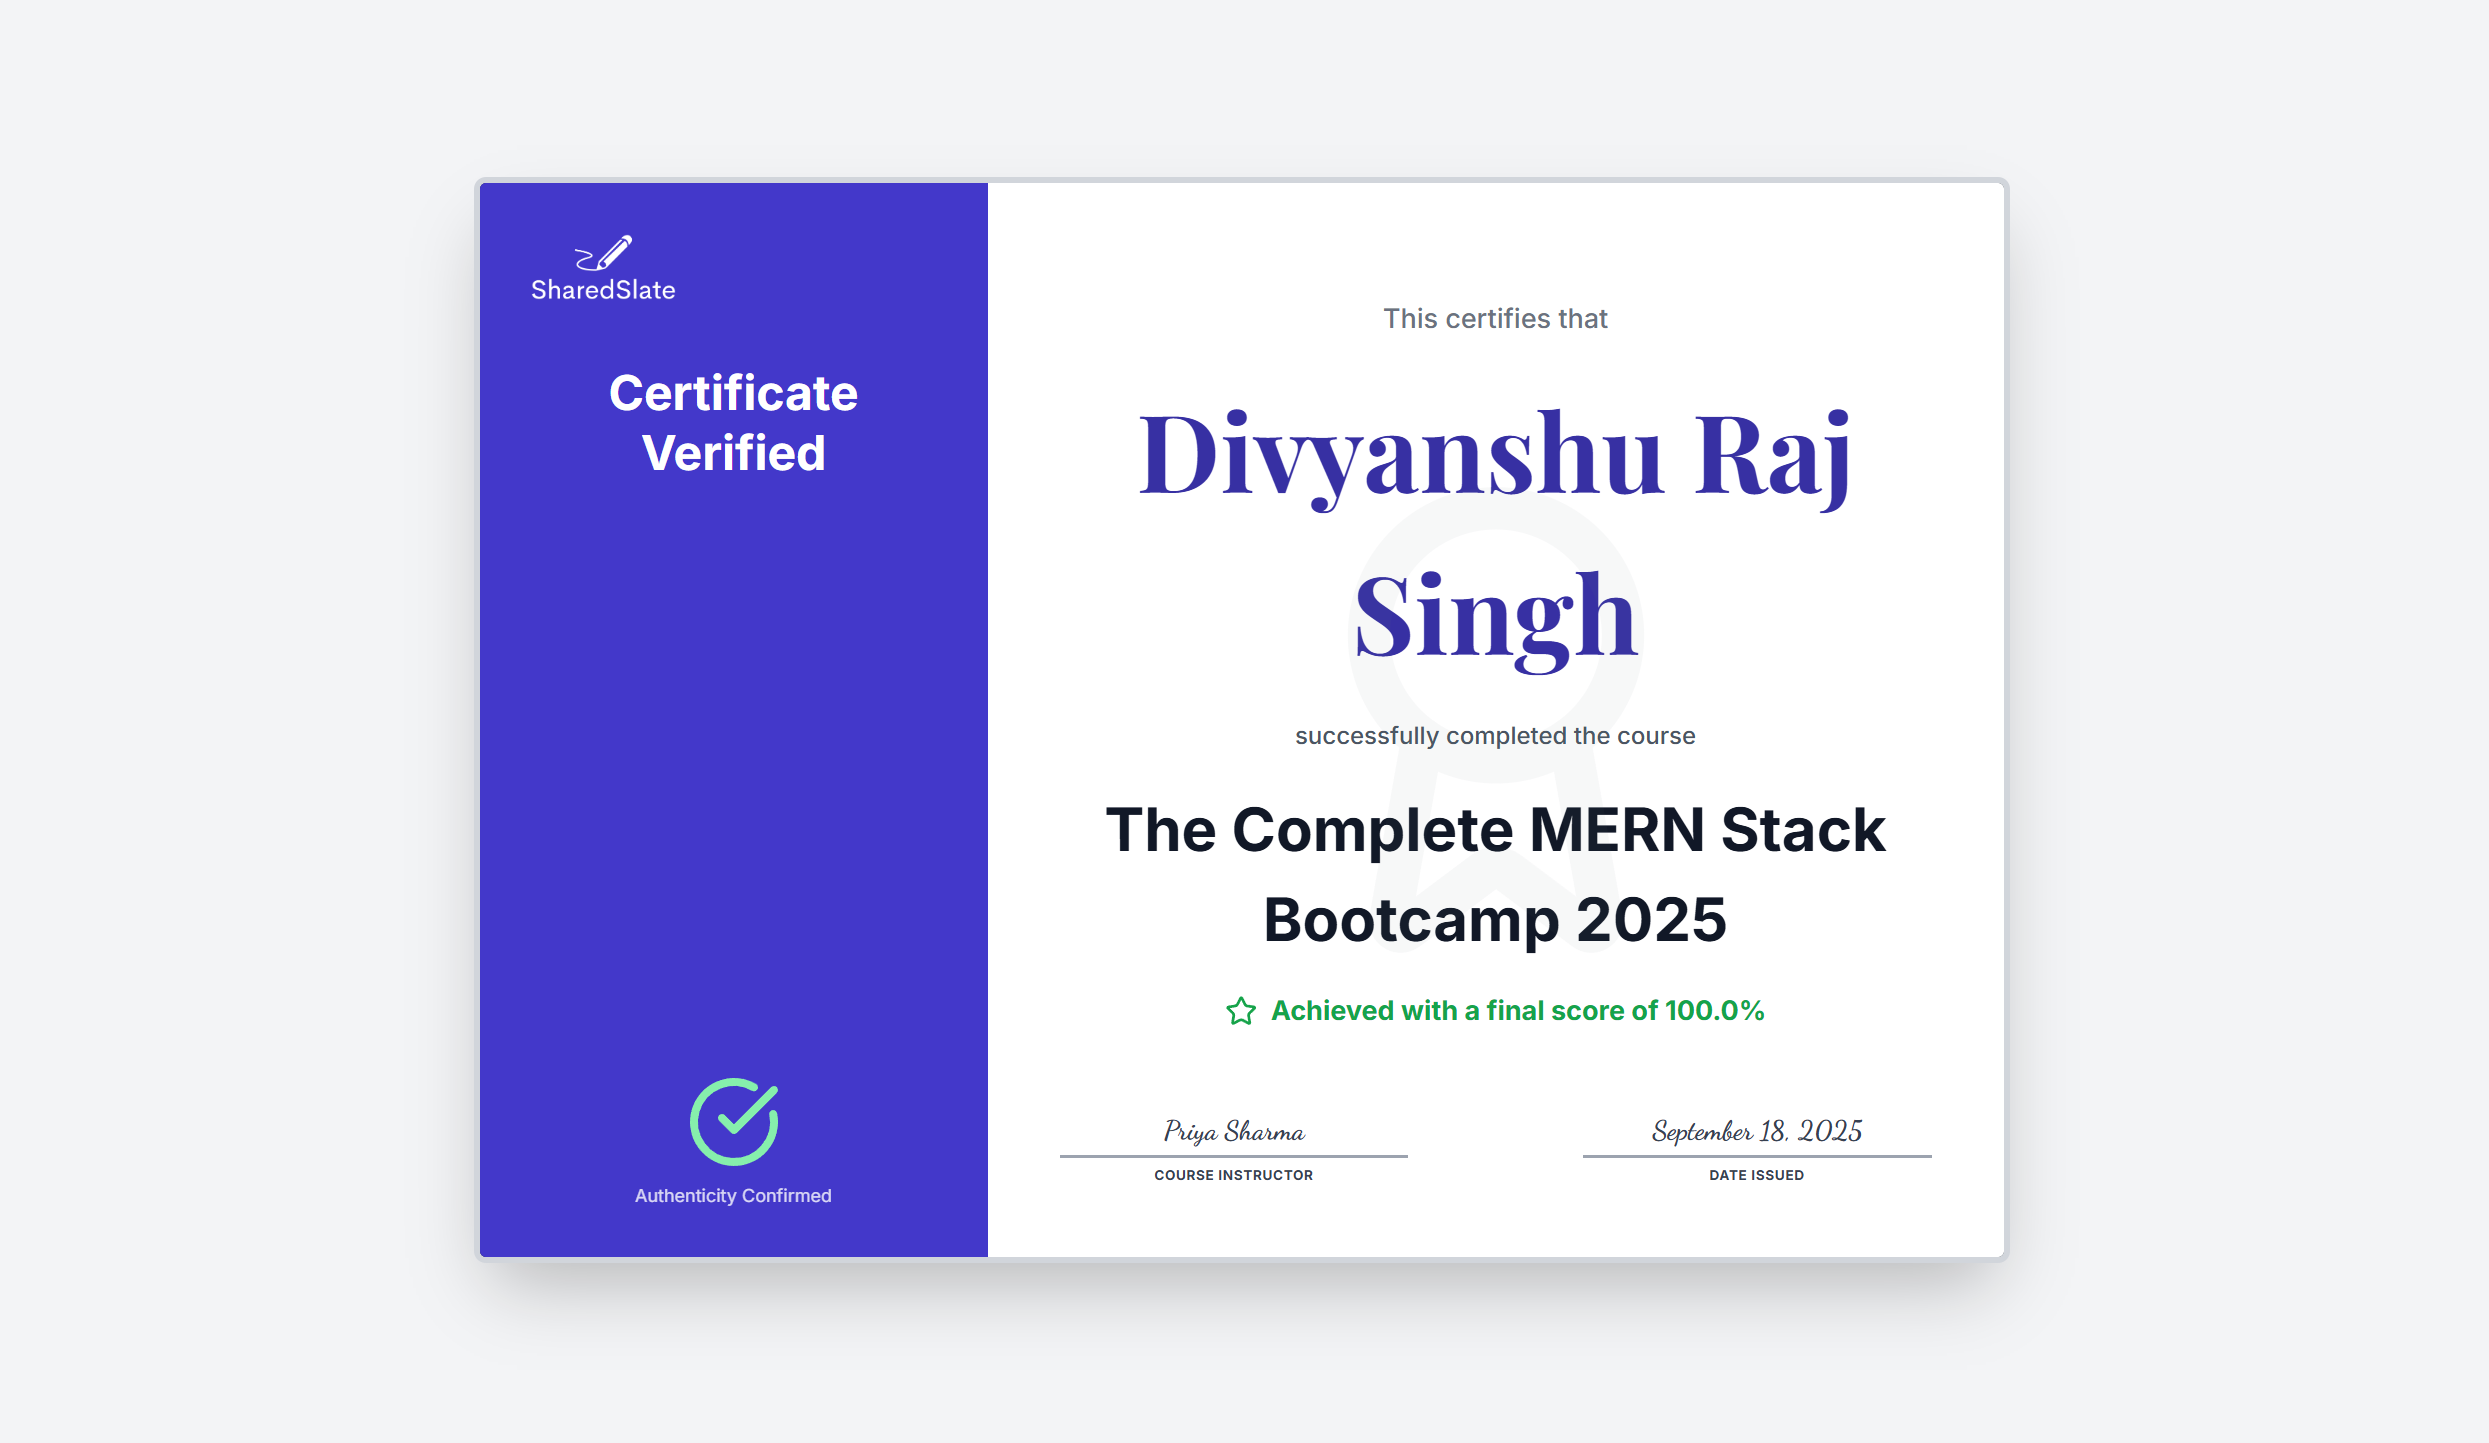 SharedSlate
Certificate
Verified
Authenticity Confirmed
This certifies that
Divyanshu Raj
Singh
successfully completed the course
The Complete MERN Stack
Bootcamp 2025
Achieved with a final score of 100.0%
Priya Sharma
COURSE INSTRUCTOR
September 18, 2025
DATE ISSUED